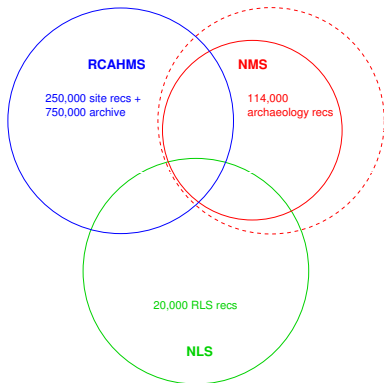 RCAHMS
NMS
250,000 site recs +
750,000 archive
114,000
archaeology recs
20,000 RLS recs
NLS